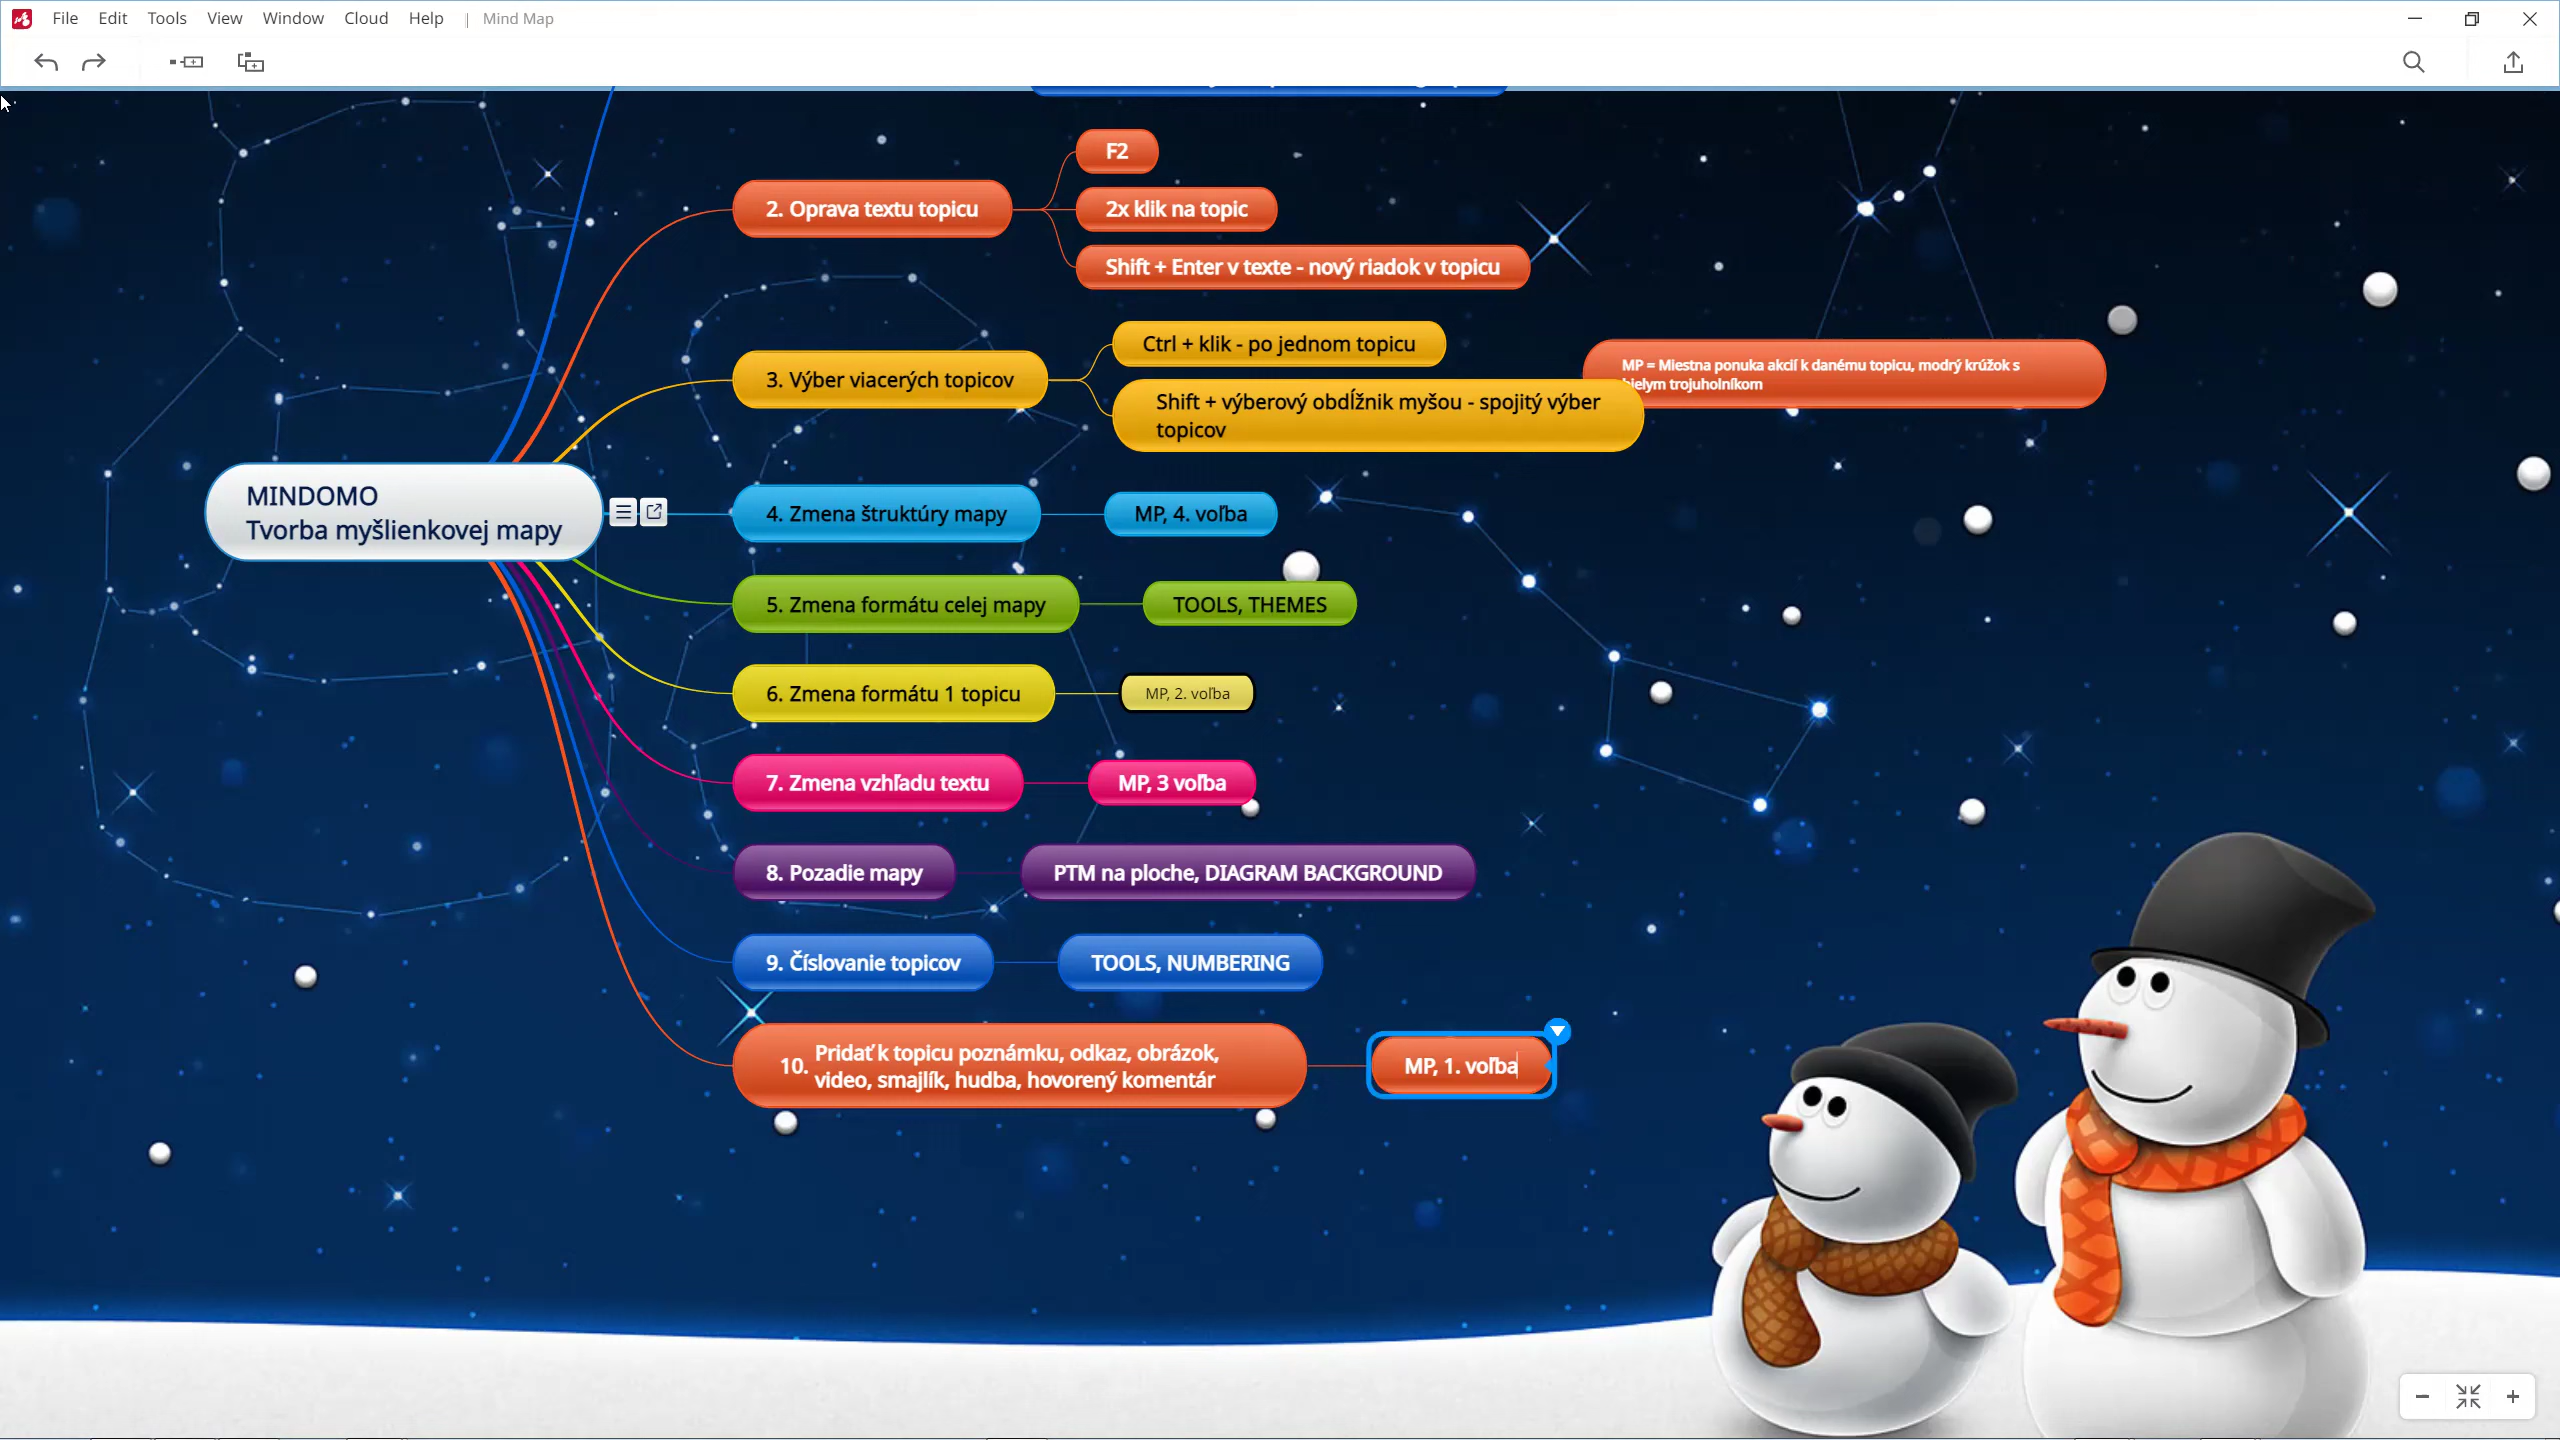 File Edit Tools View Window Cloud Help | Mind Map
F2
2. Oprava textu topicu
2x klik na topic
Shift + Enter v texte - nový riadok v topicu
Ctrl + klik - po jednom topicu
3. Výber viacerých topicov
Shift + výberový obdĺžnik myšou - spojitý výber
topicov
MP = Miestna ponuka akcií k danému topicu, modrý krúžok s
bielym trojuholníkom
MINDOMO
Tvorba myšlienkovej mapy
4. Zmena štruktúry mapy
MP, 4. voľba
5. Zmena formátu celej mapy
TOOLS, THEMES
6. Zmena formátu 1 topicu
MP, 2. voľba
7. Zmena vzhľadu textu
MP, 3 voľba
8. Pozadie mapy
PTM na ploche, DIAGRAM BACKGROUND
9. Číslovanie topicov
TOOLS, NUMBERING
10. Pridať k topicu poznámku, odkaz, obrázok,
video, smajlík, hudba, hovorený komentár
MP, 1. voľba